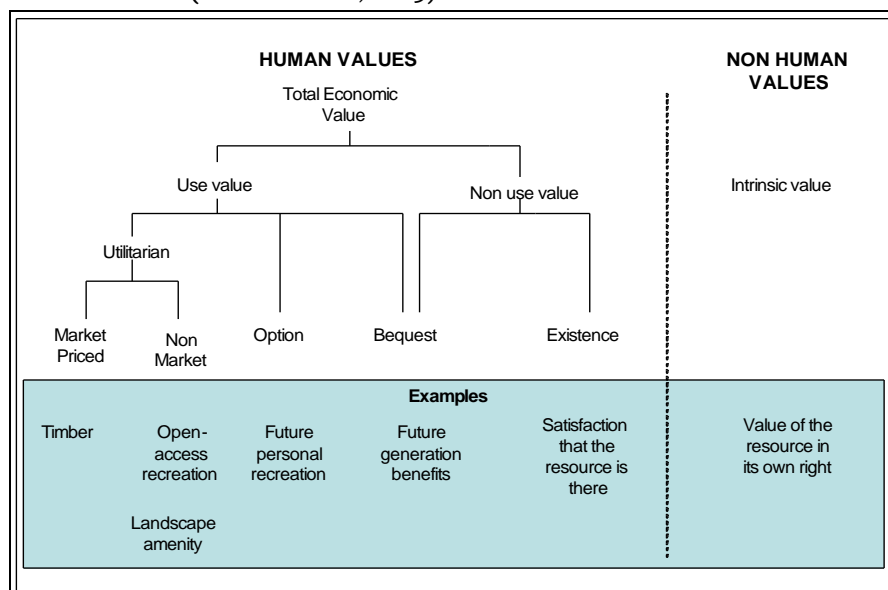 HUMAN VALUES
NON HUMAN
VALUES
Total Economic
Value
Use value
Non use value
Intrinsic value
Utilitarian
Market
Priced
Non
Market
Option
Bequest
Existence
Examples
Timber
Open-
access
recreation
Landscape
amenity
Future
personal
recreation
Future
generation
benefits
Satisfaction
that the
resource is
there
Value of the
resource in
its own right